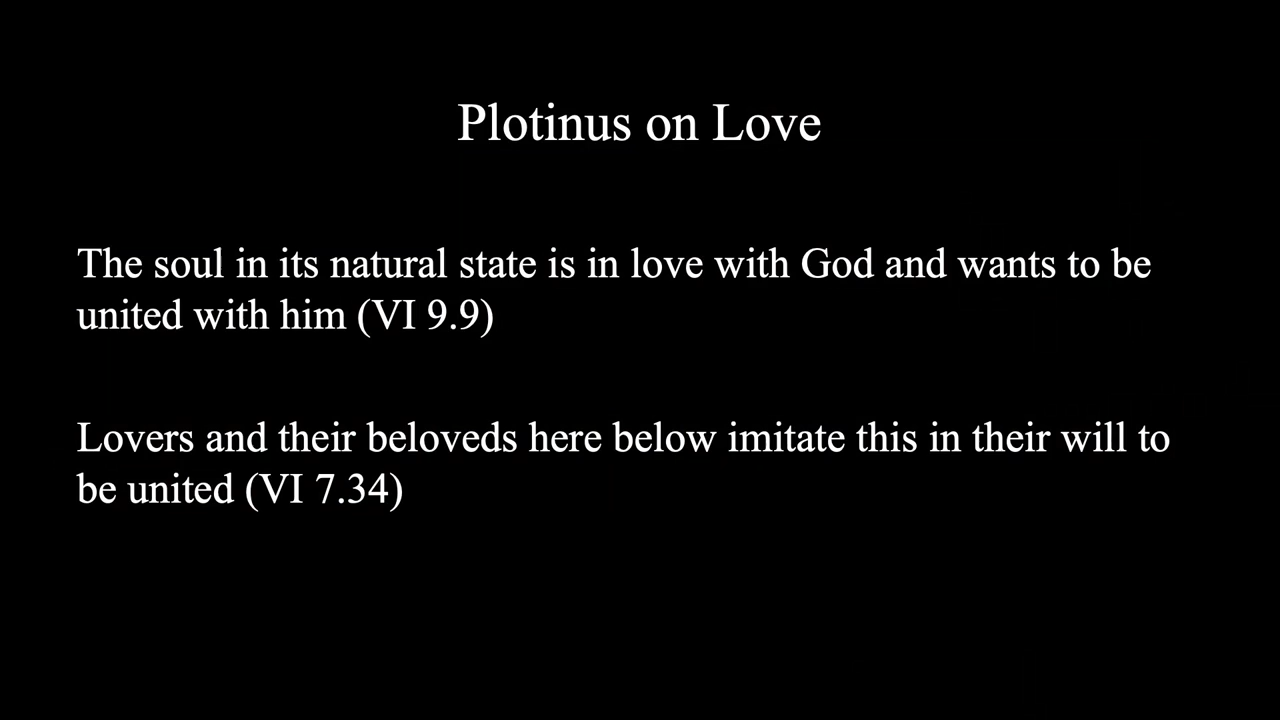 Plotinus on Love
The soul in its natural state is in love with God and wants to be
united with him (VI 9.9)
Lovers and their beloveds here below imitate this in their will to
be united (VI 7.34)